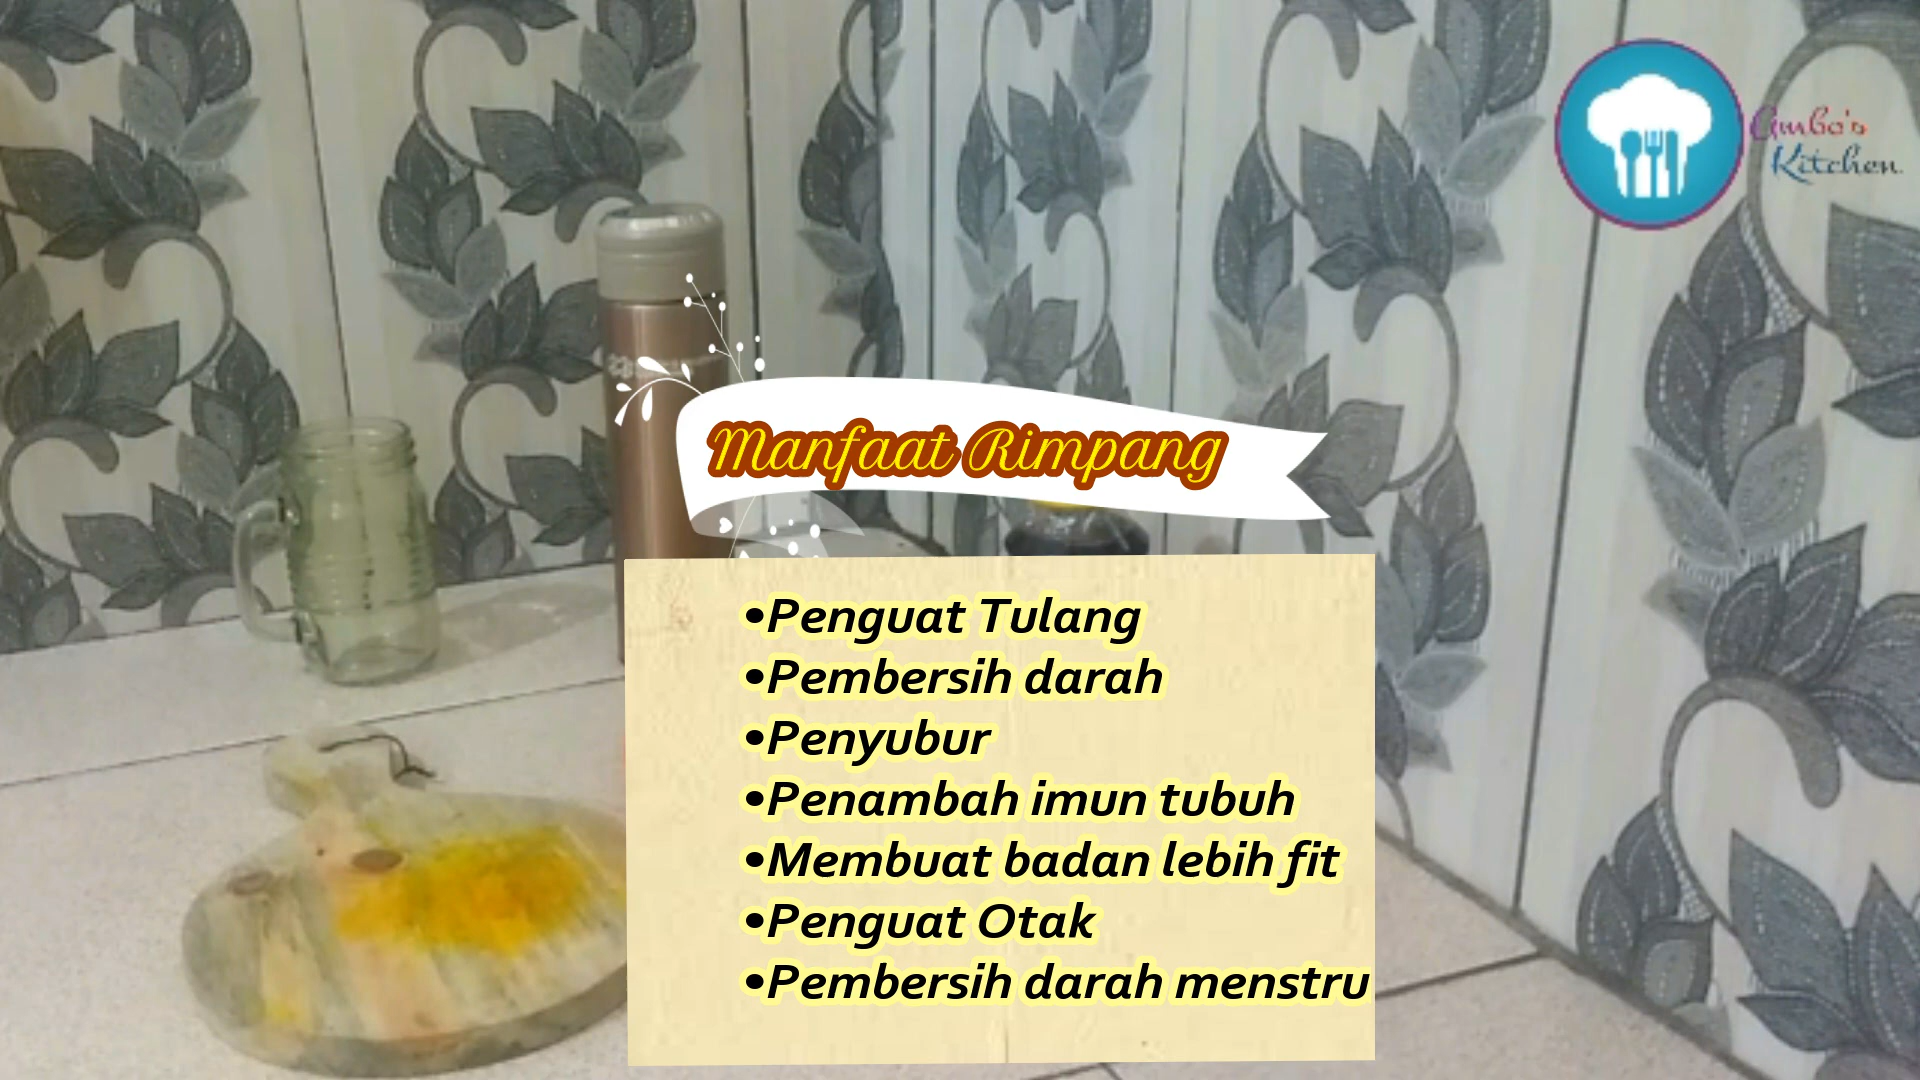 Ambo's
Kitchen
Manfaat Rimpang
•Penguat Tulang
•Pembersih darah
•Penyubur
•Penambah imun tubuh
•Membuat badan lebih fit
•Penguat Otak
•Pembersih darah menstru